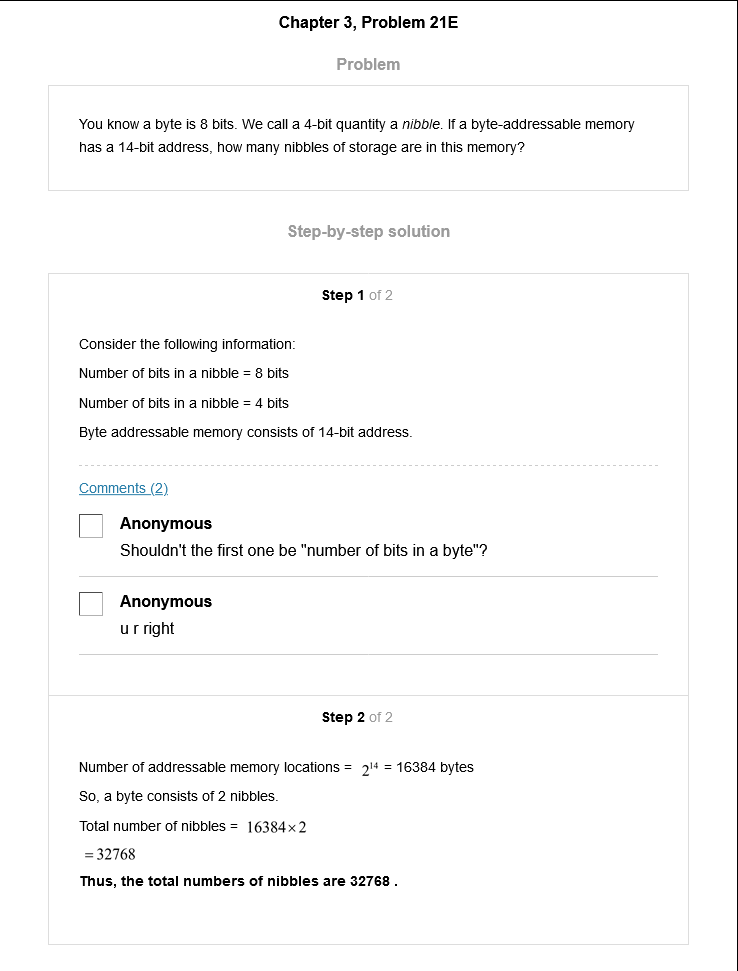 Chapter 3, Problem 21E
Problem
You know a byte is 8 bits. We call a 4-bit quantity a nibble. If a byte-addressable memory
has a 14-bit address, how many nibbles of storage are in this memory?
Step-by-step solution
Step 1 of 2
Consider the following information:
Number of bits in a nibble = 8 bits
Number of bits in a nibble = 4 bits
Byte addressable memory consists of 14-bit address.
Comments (2)
Anonymous
Shouldn't the first one be "number of bits in a byte"?
Anonymous
u r right
Step 2 of 2
Number of addressable memory locations = 2¹⁴ = 16384 bytes
So, a byte consists of 2 nibbles.
Total number of nibbles = 16384×2
=32768
Thus, the total numbers of nibbles are 32768 .